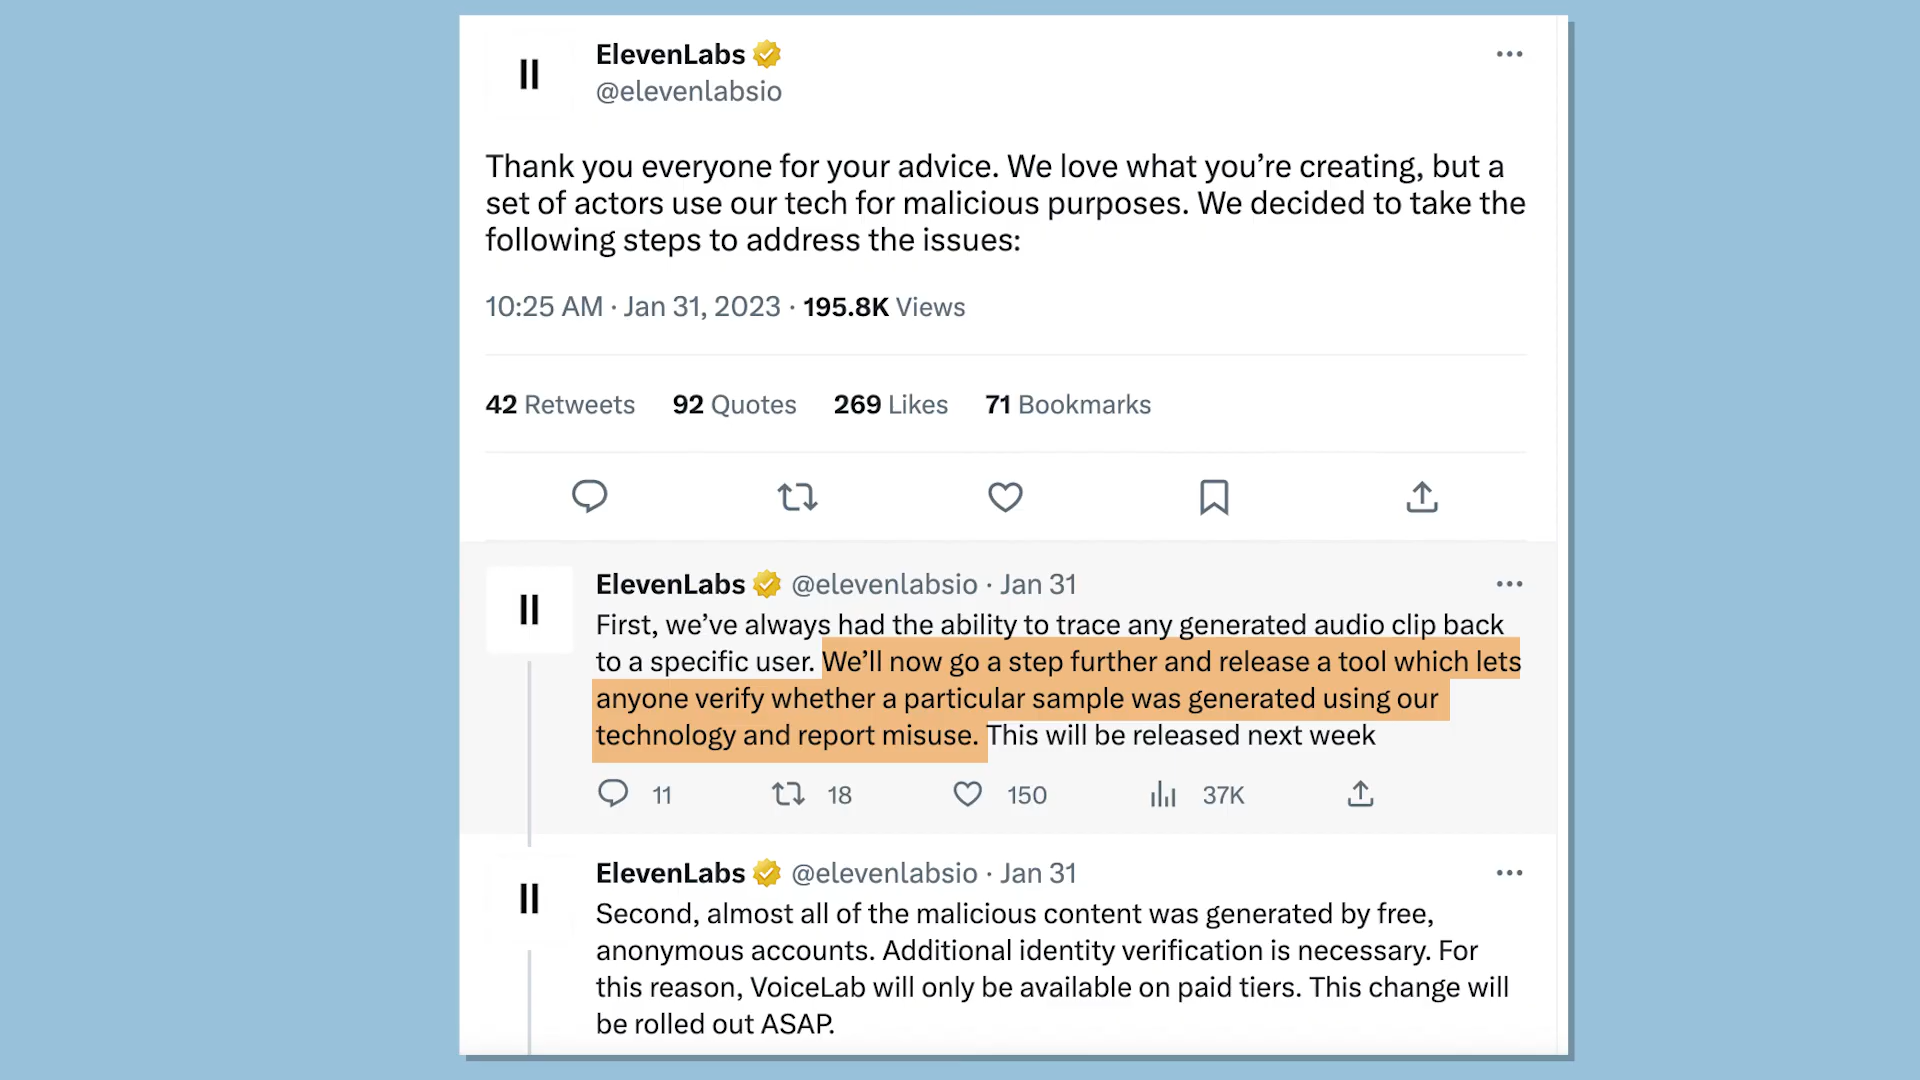 ElevenLabs
@elevenlabsio
Thank you everyone for your advice. We love what you’re creating, but a
set of actors use our tech for malicious purposes. We decided to take the
following steps to address the issues:
10:25 AM · Jan 31, 2023 · 195.8K Views
42 Retweets 92 Quotes 269 Likes 71 Bookmarks
ElevenLabs @elevenlabsio · Jan 31
First, we’ve always had the ability to trace any generated audio clip back
to a specific user. We’ll now go a step further and release a tool which lets
anyone verify whether a particular sample was generated using our
technology and report misuse. This will be released next week
11 18 150 37K
ElevenLabs @elevenlabsio · Jan 31
Second, almost all of the malicious content was generated by free,
anonymous accounts. Additional identity verification is necessary. For
this reason, VoiceLab will only be available on paid tiers. This change will
be rolled out ASAP.